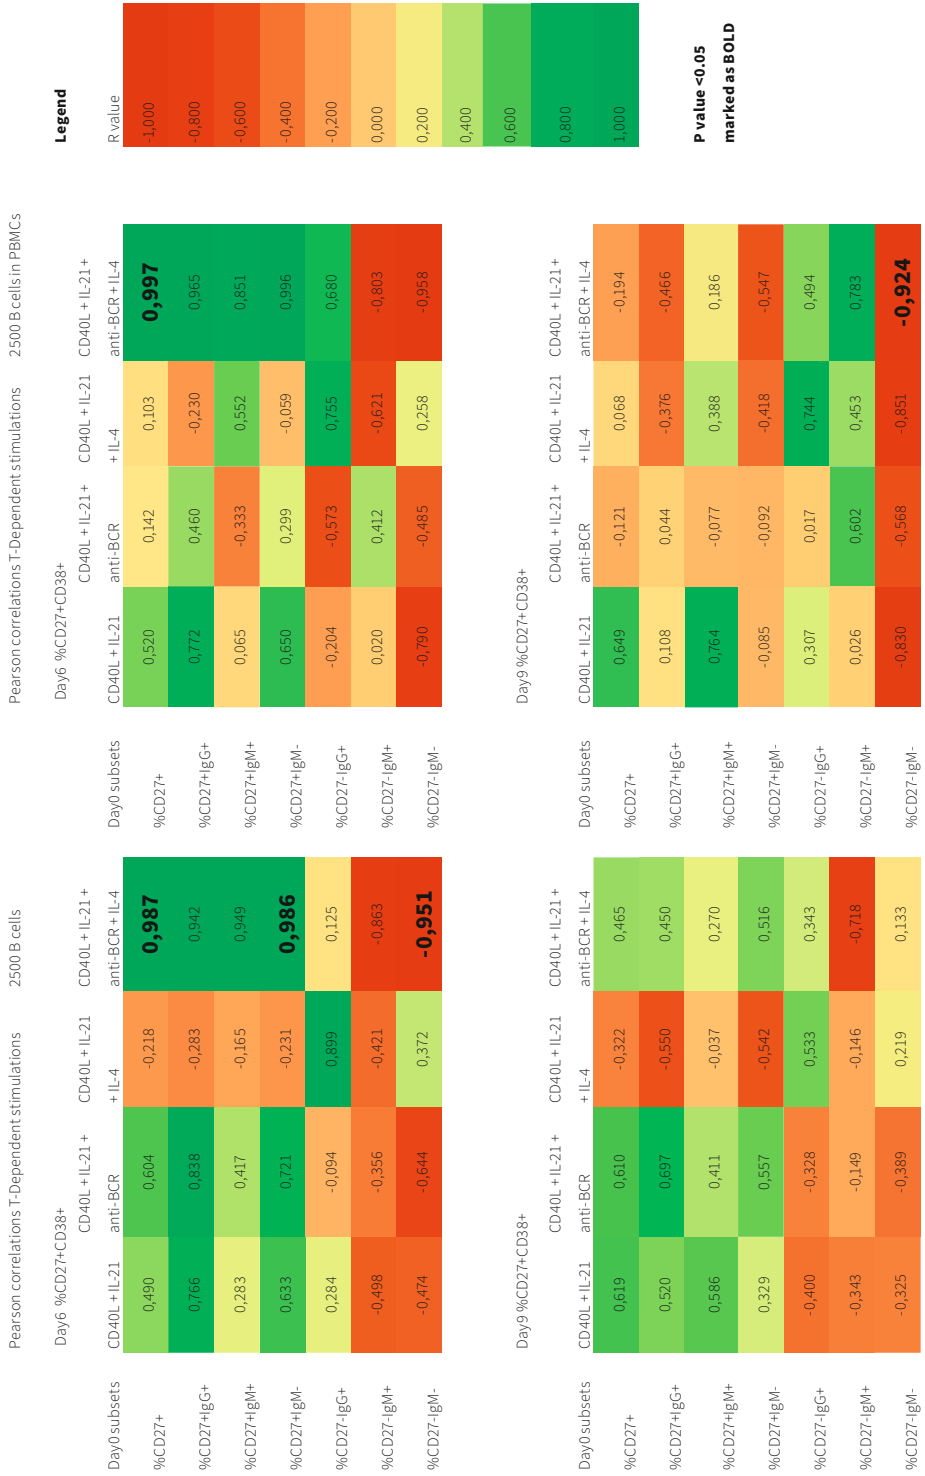 Pearson correlations T-Dependent stimulations 2500 B cells
Day6 %CD27+CD38+
Day0 subsets CD40L + IL-21 CD40L + IL-21 + anti-BCR CD40L + IL-21 + IL-4 CD40L + IL-21 + anti-BCR + IL-4
%CD27+ 0,490 0,604 -0,218 0,987
%CD27+IgG+ 0,766 0,838 -0,283 0,942
%CD27+IgM+ 0,283 0,417 -0,165 0,949
%CD27+IgM- 0,633 0,721 -0,231 0,986
%CD27-IgG+ 0,284 -0,094 0,899 0,125
%CD27-IgM+ -0,498 -0,356 -0,421 -0,863
%CD27-IgM- -0,474 -0,644 0,372 -0,951
Day9 %CD27+CD38+
Day0 subsets CD40L + IL-21 CD40L + IL-21 + anti-BCR CD40L + IL-21 + IL-4 CD40L + IL-21 + anti-BCR + IL-4
%CD27+ 0,619 0,610 -0,322 0,465
%CD27+IgG+ 0,520 0,697 -0,550 0,450
%CD27+IgM+ 0,586 0,411 -0,037 0,270
%CD27+IgM- 0,329 0,557 -0,542 0,516
%CD27-IgG+ -0,400 -0,328 0,533 0,343
%CD27-IgM+ -0,343 -0,149 -0,146 -0,718
%CD27-IgM- -0,325 -0,389 0,219 0,133
Pearson correlations T-Dependent stimulations 2500 B cells in PBMCs
Day6 %CD27+CD38+
Day0 subsets CD40L + IL-21 CD40L + IL-21 + anti-BCR CD40L + IL-21 + IL-4 CD40L + IL-21 + anti-BCR + IL-4
%CD27+ 0,520 0,142 0,103 0,997
%CD27+IgG+ 0,772 0,460 -0,230 0,965
%CD27+IgM+ 0,065 -0,333 0,552 0,851
%CD27+IgM- 0,650 0,299 -0,059 0,996
%CD27-IgG+ -0,204 -0,573 0,755 0,680
%CD27-IgM+ 0,020 0,412 -0,621 -0,803
%CD27-IgM- -0,790 -0,485 0,258 -0,958
Day9 %CD27+CD38+
Day0 subsets CD40L + IL-21 CD40L + IL-21 + anti-BCR CD40L + IL-21 + IL-4 CD40L + IL-21 + anti-BCR + IL-4
%CD27+ 0,649 -0,121 0,068 -0,194
%CD27+IgG+ 0,108 0,044 -0,376 -0,466
%CD27+IgM+ 0,764 -0,077 0,388 0,186
%CD27+IgM- -0,085 -0,092 -0,418 -0,547
%CD27-IgG+ 0,307 0,017 0,744 0,494
%CD27-IgM+ 0,026 0,602 0,453 0,783
%CD27-IgM- -0,830 -0,568 -0,851 -0,924
Legend
R value
-1,000
-0,800
-0,600
-0,400
-0,200
0,000
0,200
0,400
0,600
0,800
1,000
P value <0.05
marked as BOLD